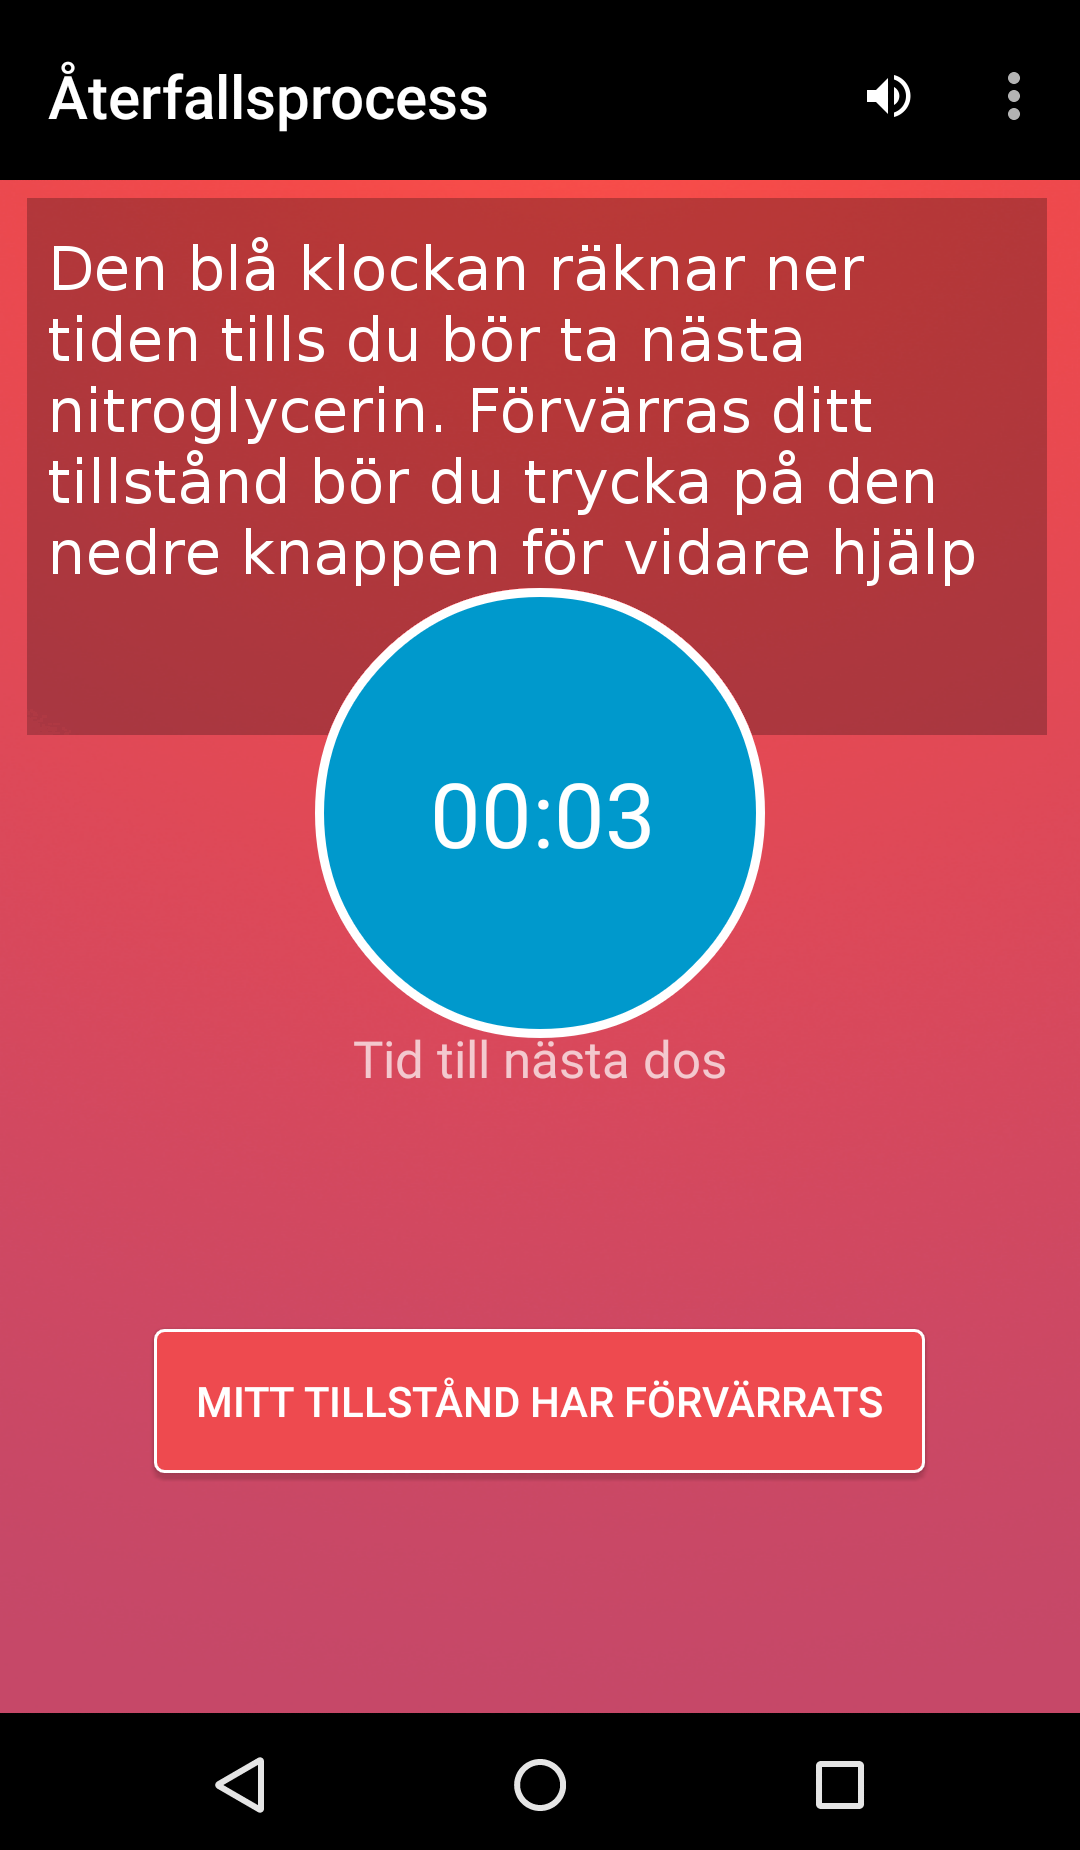 Återfallsprocess
Den blå klockan räknar ner
tiden tills du bör ta nästa
nitroglycerin. Förvärras ditt
tillstånd bör du trycka på den
nedre knappen för vidare hjälp
00:03
Tid till nästa dos
MITT TILLSTÅND HAR FÖRVÄRRATS